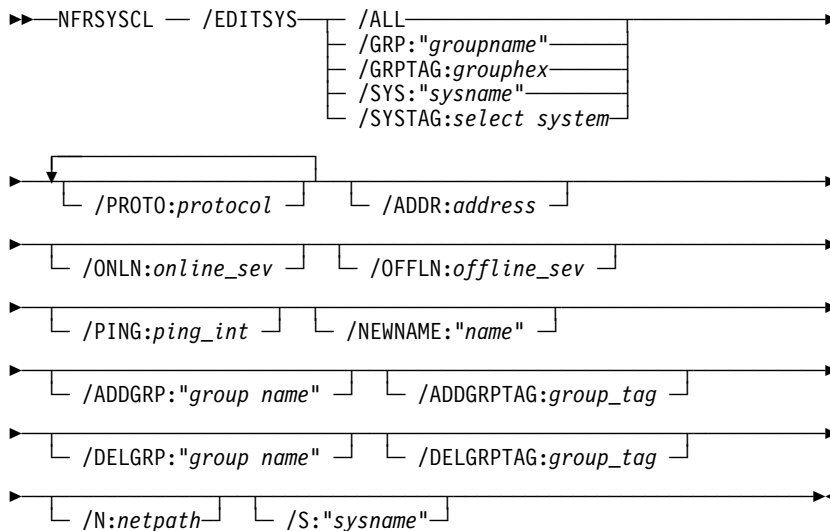 NFRSYSCL — /EDITSYS /ALL
/GRP:"groupname"
/GRPTAG:grouphex
/SYS:"sysname"
/SYSTAG:select system
/PROTO:protocol /ADDR:address
/ONLN:online_sev /OFFLN:offline_sev
/PING:ping_int /NEWNAME:"name"
/ADDGRP:"group name" /ADDGRPTAG:group_tag
/DELGRP:"group name" /DELGRPTAG:group_tag
/N:netpath /S:"sysname"